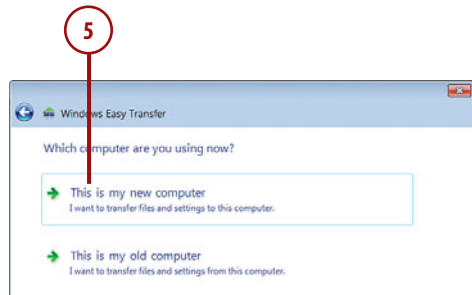 5
Windows Easy Transfer
Which computer are you using now?
This is my new computer
I want to transfer files and settings to this computer.
This is my old computer
I want to transfer files and settings from this computer.